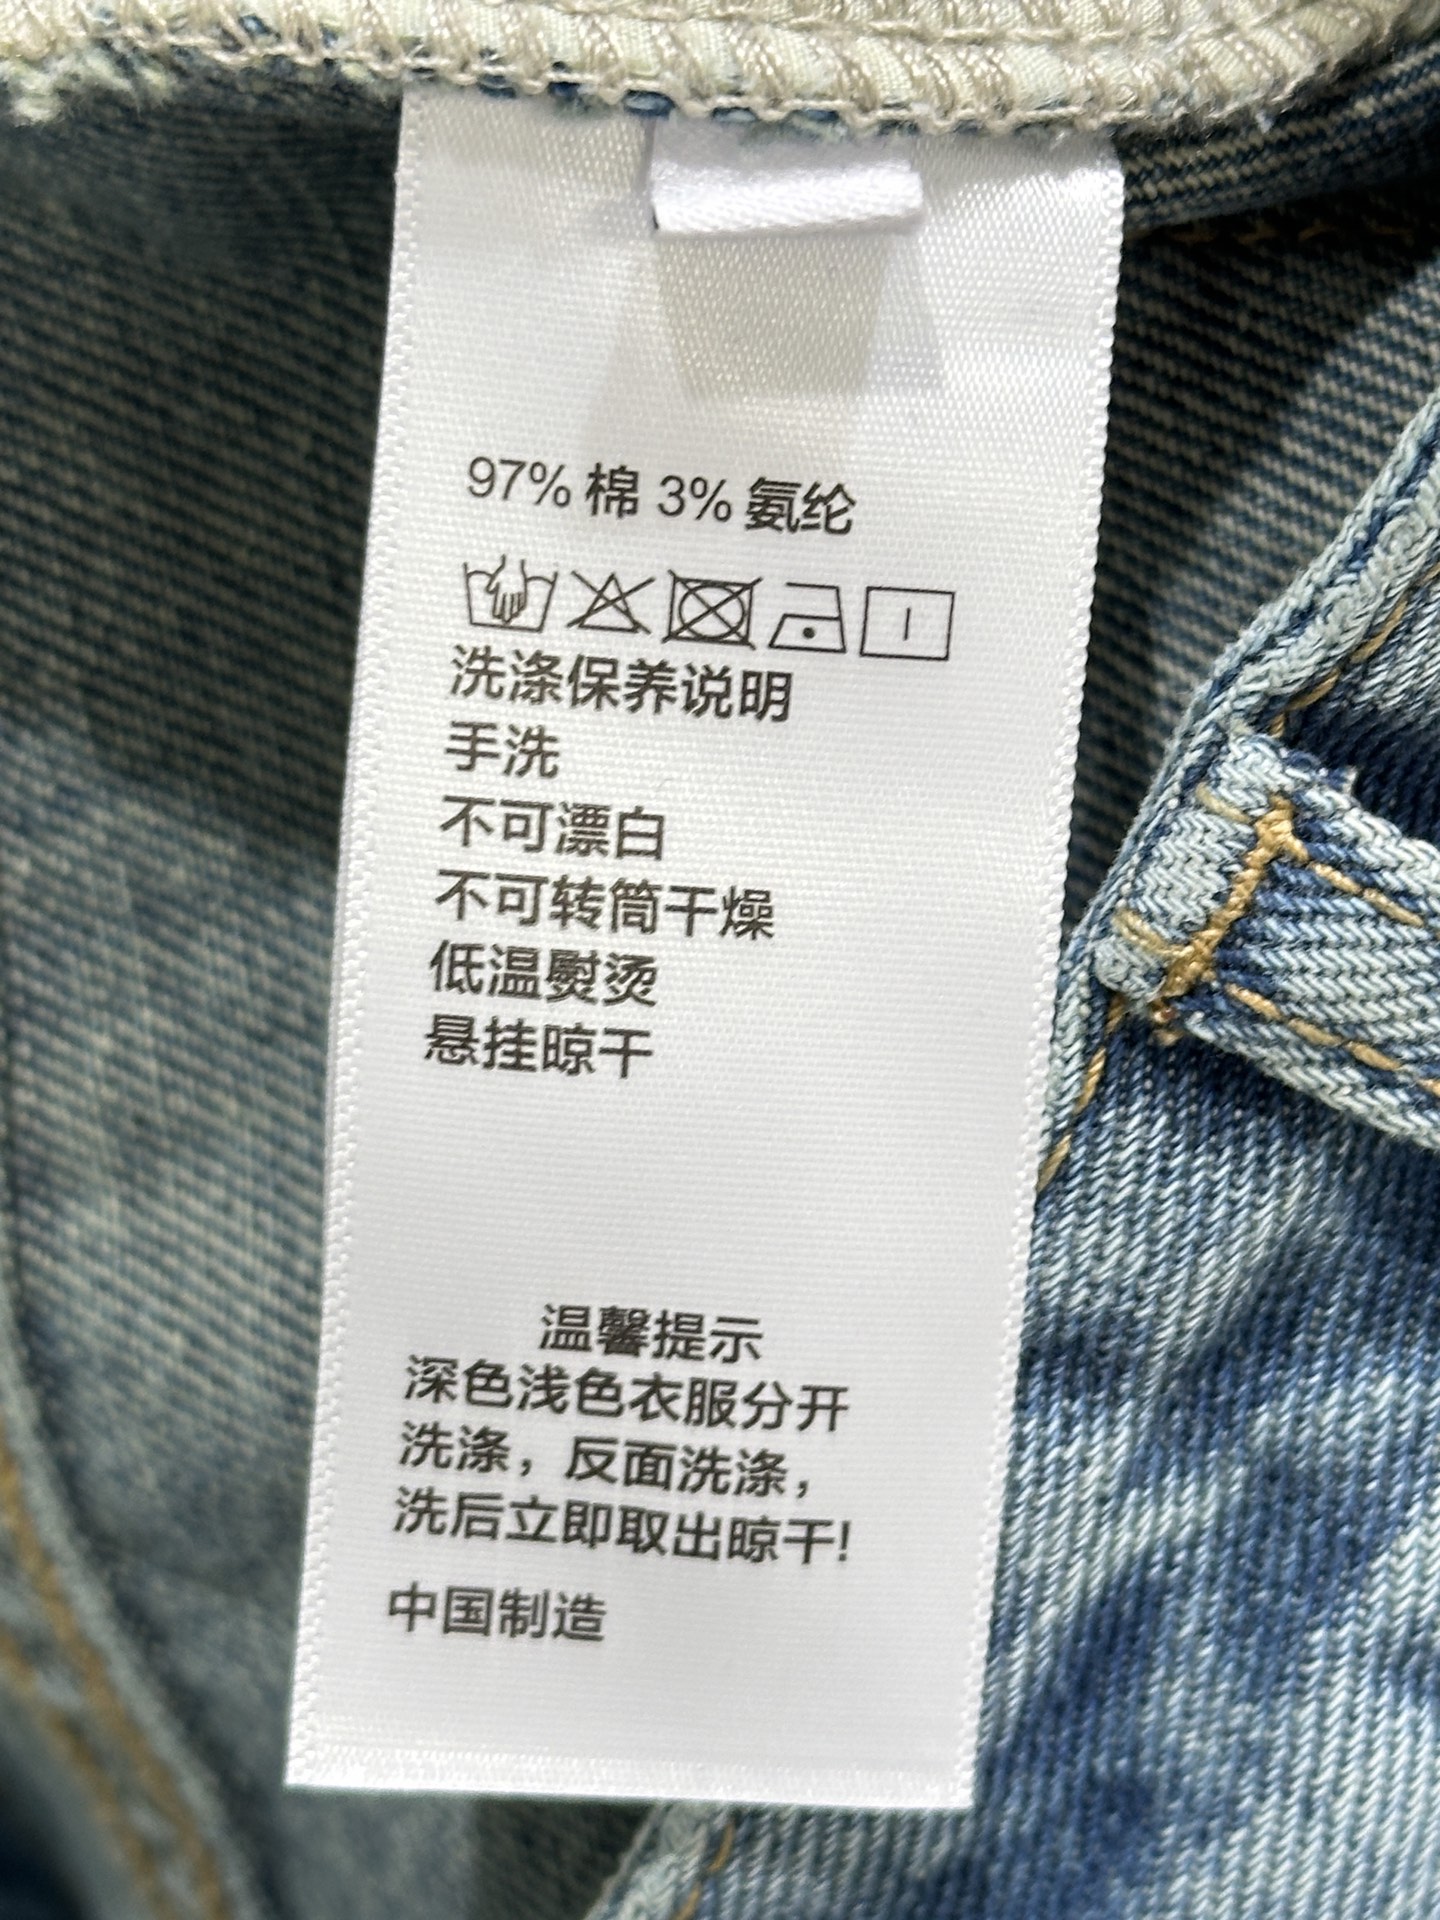 97% 棉 3% 氨纶
洗涤保养说明
手洗
不可漂白
不可转筒干燥
低温熨烫
悬挂晾干
温馨提示
深色浅色衣服分开
洗涤，反面洗涤，
洗后立即取出晾干!
中国制造